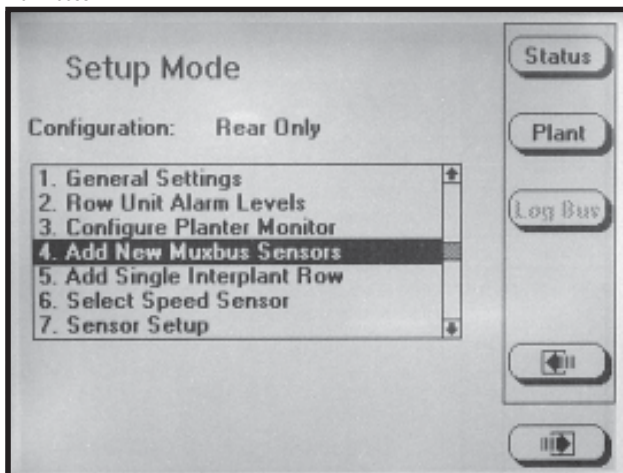 Setup Mode
Configuration: Rear Only
1. General Settings
2. Row Unit Alarm Levels
3. Configure Planter Monitor
4. Add New Muxbus Sensors
5. Add Single Interplant Row
6. Select Speed Sensor
7. Sensor Setup
Status
Plant
Log Buv